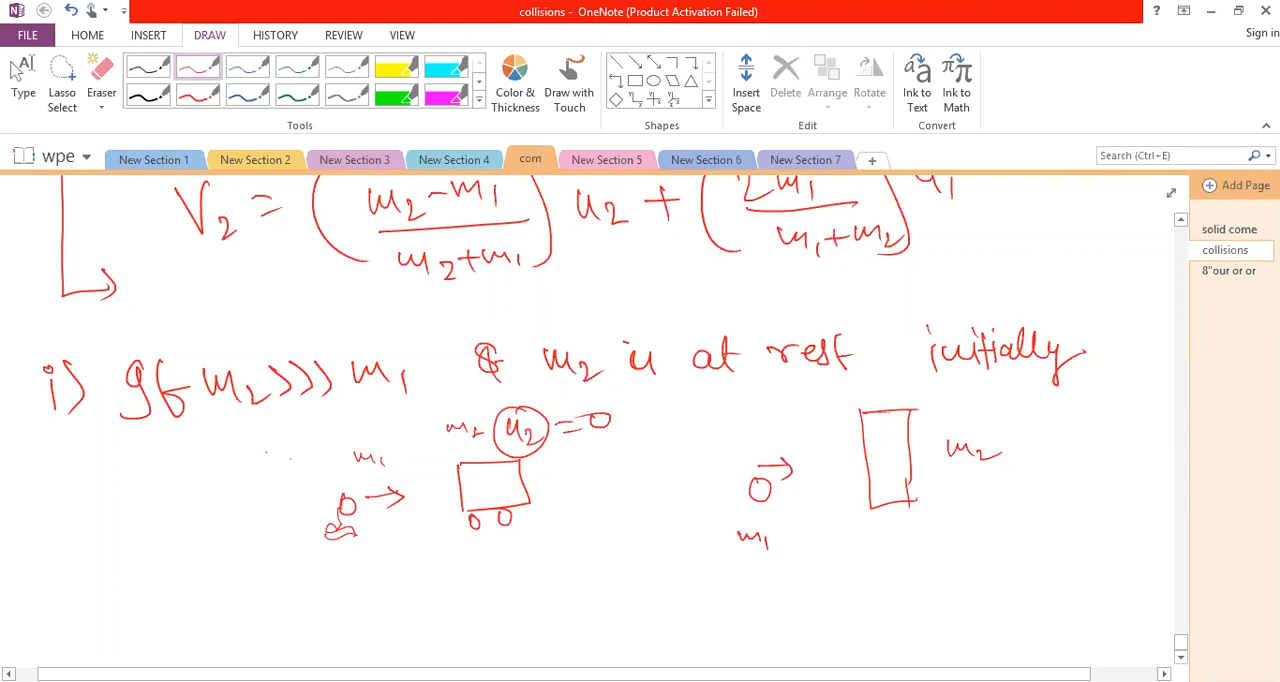 collisions - OneNote (Product Activation Failed)
FILE HOME INSERT DRAW HISTORY REVIEW VIEW Sign in
Type Lasso Select Eraser Color & Thickness Draw with Touch Insert Space Delete Arrange Rotate Ink to Text Ink to Math
Tools Shapes Edit Convert
wpe New Section 1 New Section 2 New Section 3 New Section 4 com New Section 5 New Section 6 New Section 7 Search (Ctrl+E)
Add Page
solid come
collisions
8"our or or
V2 = (m2-m1/m2+m1) u2 + (2m1/m1+m2) u1
i) If m2>>>m1 & m2 is at rest initially
m2 u2 = 0
m1
m2
m1